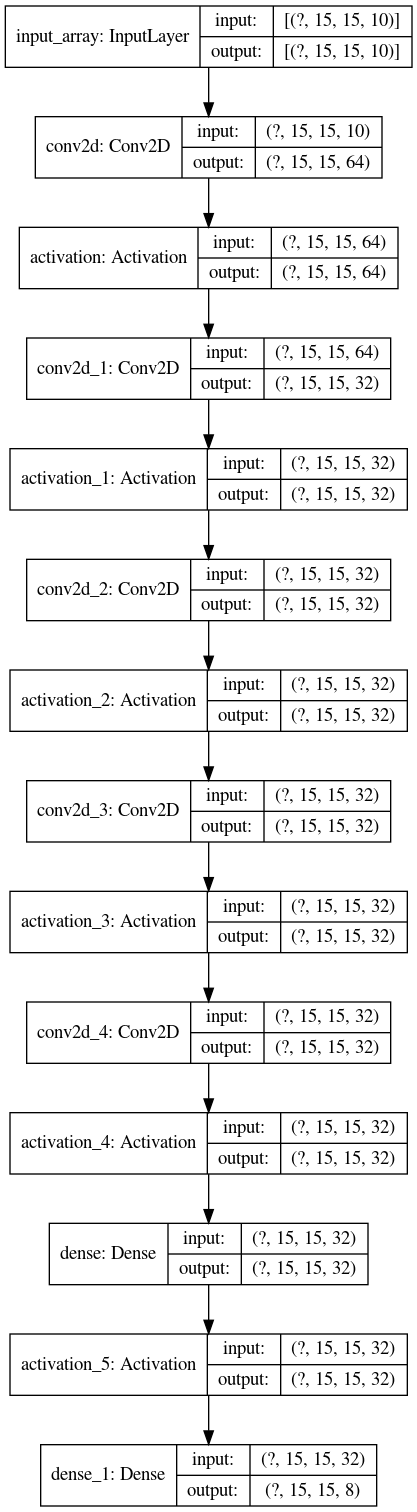 input_array: InputLayer
input: [(?, 15, 15, 10)]
output: [(?, 15, 15, 10)]
conv2d: Conv2D
input: (?, 15, 15, 10)
output: (?, 15, 15, 64)
activation: Activation
input: (?, 15, 15, 64)
output: (?, 15, 15, 64)
conv2d_1: Conv2D
input: (?, 15, 15, 64)
output: (?, 15, 15, 32)
activation_1: Activation
input: (?, 15, 15, 32)
output: (?, 15, 15, 32)
conv2d_2: Conv2D
input: (?, 15, 15, 32)
output: (?, 15, 15, 32)
activation_2: Activation
input: (?, 15, 15, 32)
output: (?, 15, 15, 32)
conv2d_3: Conv2D
input: (?, 15, 15, 32)
output: (?, 15, 15, 32)
activation_3: Activation
input: (?, 15, 15, 32)
output: (?, 15, 15, 32)
conv2d_4: Conv2D
input: (?, 15, 15, 32)
output: (?, 15, 15, 32)
activation_4: Activation
input: (?, 15, 15, 32)
output: (?, 15, 15, 32)
dense: Dense
input: (?, 15, 15, 32)
output: (?, 15, 15, 32)
activation_5: Activation
input: (?, 15, 15, 32)
output: (?, 15, 15, 32)
dense_1: Dense
input: (?, 15, 15, 32)
output: (?, 15, 15, 8)